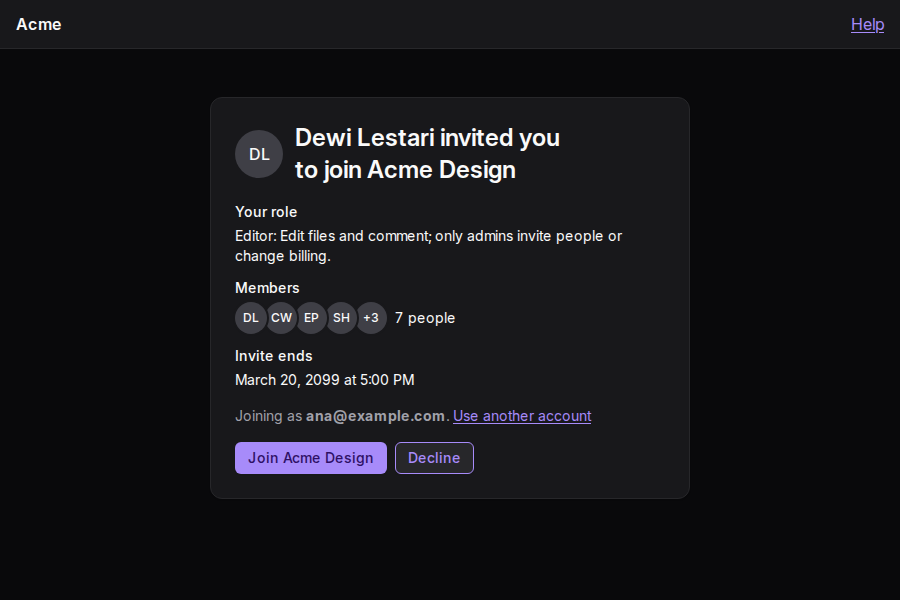 Acme
Help
DL
Dewi Lestari invited you
to join Acme Design
Your role
Editor: Edit files and comment; only admins invite people or
change billing.
Members
DL CW EP SH +3 7 people
Invite ends
March 20, 2099 at 5:00 PM
Joining as ana@example.com. Use another account
Join Acme Design
Decline